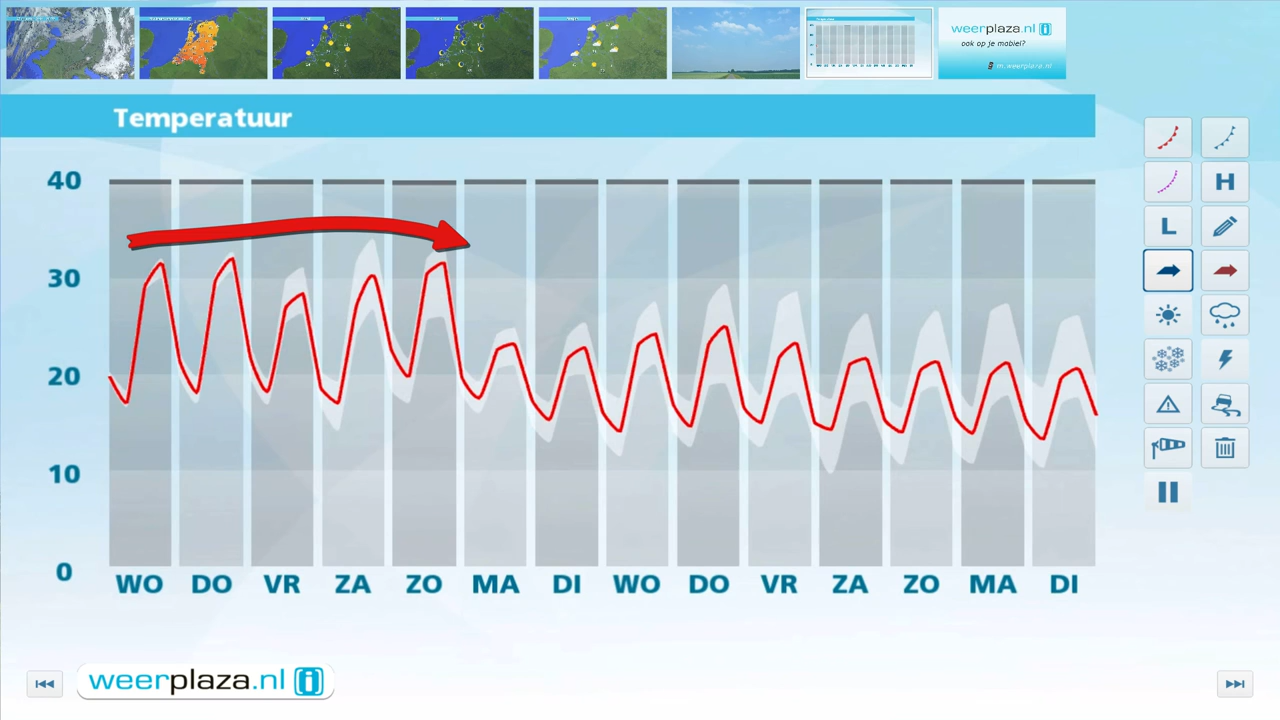 weerplaza.nl i
ook op je mobiel?
m.weerplaza.nl
Temperatuur
40
30
20
10
0
H
L
WO DO VR ZA ZO MA DI WO DO VR ZA ZO MA DI
weerplaza.nl i